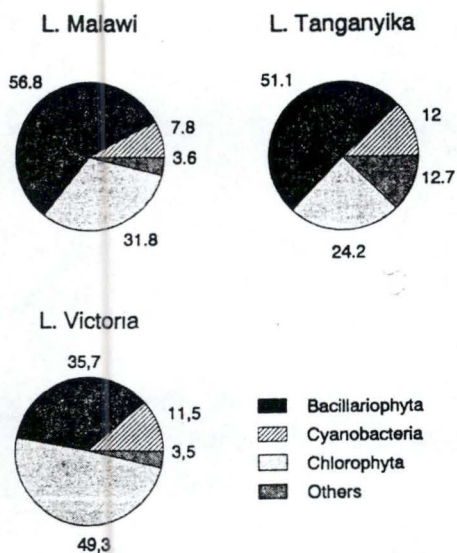 L. Malawi
56.8
7.8
3.6
31.8
L. Tanganyika
51.1
12
12.7
24.2
L. Victoria
35,7
11,5
3,5
49,3
Bacillariophyta
Cyanobacteria
Chlorophyta
Others